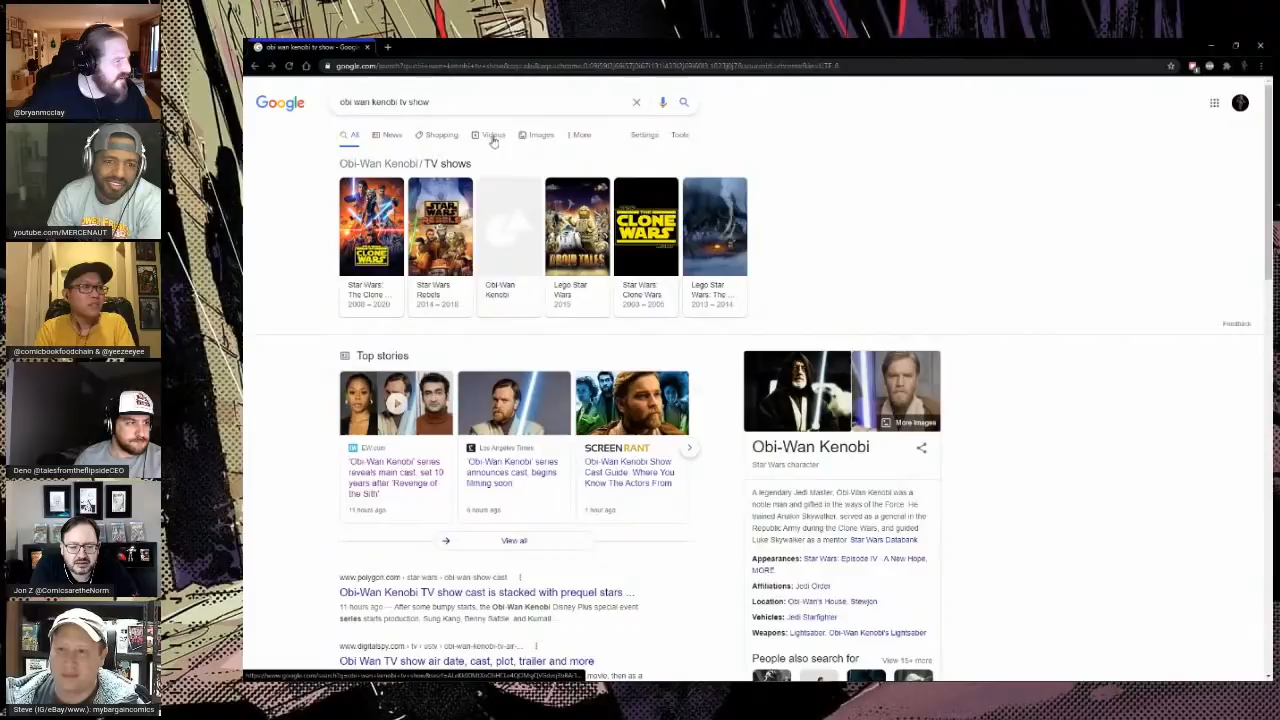 @bryanmcclay
youtube.com/MERCENAUT
@comicbookfoodchain & @yeezeeyee
Deno @talesfromtheflipsideCEO
Jon Z @ComicsaretheNorm
Steve (IG/eBay/www.): mybargaincomics
obi wan kenobi tv show - Googl
Google
obi wan kenobi tv show
All
News
Shopping
Videos
Images
More
Settings
Tools
Obi-Wan Kenobi / TV shows
STAR WARS REBELS
DROID TALES
THE CLONE WARS
Star Wars: The Clone ...
2008 – 2020
Star Wars Rebels
2014 – 2018
Obi-Wan Kenobi
Lego Star Wars
2015
Star Wars: Clone Wars
2003 – 2005
Lego Star Wars: The ...
2013 – 2014
Feedback
Top stories
EW.com
'Obi-Wan Kenobi' series
reveals main cast, set 10
years after 'Revenge of
the Sith'
11 hours ago
Los Angeles Times
'Obi-Wan Kenobi' series
announces cast, begins
filming soon
6 hours ago
SCREENRANT
Obi-Wan Kenobi Show
Cast Guide: Where You
Know The Actors From
1 hour ago
View all
www.polygon.com › star-wars › obi-wan-show-cast
Obi-Wan Kenobi TV show cast is stacked with prequel stars ...
11 hours ago — After some bumpy starts, the Obi-Wan Kenobi Disney Plus special event
series starts production. Sung Kang, Benny Safdie and Kumail ...
www.digitalspy.com › tv › ustv › obi-wan-kenobi-tv-air-...
Obi Wan TV show air date, cast, plot, trailer and more
movie, then as a
More images
Obi-Wan Kenobi
Star Wars character
A legendary Jedi Master, Obi-Wan Kenobi was a
noble man and gifted in the ways of the Force. He
trained Anakin Skywalker, served as a general in the
Republic Army during the Clone Wars, and guided
Luke Skywalker as a mentor. Star Wars Databank
Appearances: Star Wars: Episode IV - A New Hope,
MORE
Affiliations: Jedi Order
Location: Obi-Wan's House, Stewjon
Vehicles: Jedi Starfighter
Weapons: Lightsaber, Obi-Wan Kenobi's Lightsaber
People also search for
View 15+ more